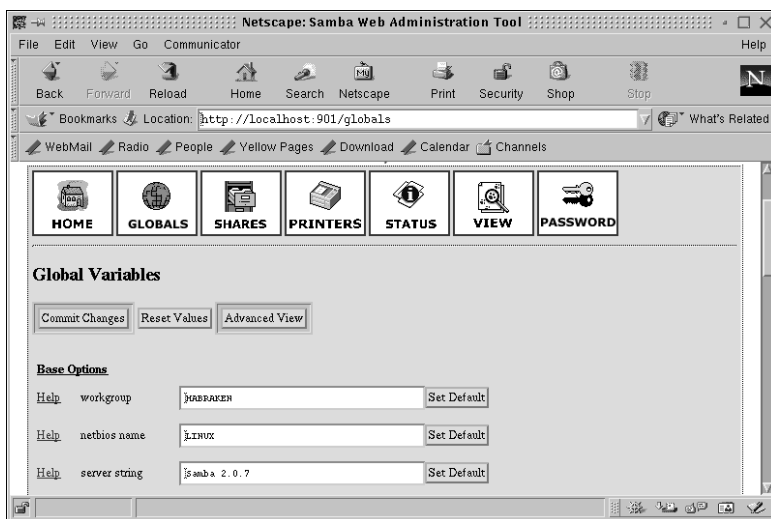 Netscape: Samba Web Administration Tool
File Edit View Go Communicator Help
Back Forward Reload Home Search Netscape Print Security Shop Stop
N
Bookmarks Location: http://localhost:901/globals What's Related
WebMail Radio People Yellow Pages Download Calendar Channels
HOME GLOBALS SHARES PRINTERS STATUS VIEW PASSWORD
Global Variables
Commit Changes Reset Values Advanced View
Base Options
Help workgroup HABRAKEN Set Default
Help netbios name LINUX Set Default
Help server string Samba 2.0.7 Set Default